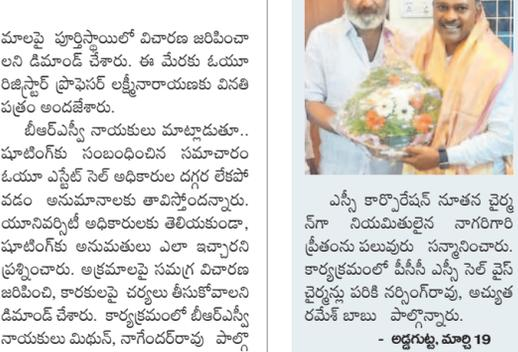 మాలపై పూర్తిస్థాయిలో విచారణ జరిపించా
లని డిమాండ్ చేశారు. ఈ మేరకు ఓయూ
రిజిస్ట్రార్ ప్రొఫెసర్ లక్ష్మీనారాయణకు వినతి
పత్రం అందజేశారు.
బీఆర్ఎస్వీ నాయకులు మాట్లాడుతూ..
షూటింగ్‌కు సంబంధించిన సమాచారం
ఓయూ ఎస్టేట్ సెల్ అధికారుల దగ్గర లేకపో
వడం అనుమానాలకు తావిస్తోందన్నారు.
యూనివర్సిటీ అధికారులకు తెలియకుండా,
షూటింగ్‌కు అనుమతులు ఎలా ఇచ్చారని
ప్రశ్నించారు. అక్రమాలపై సమగ్ర విచారణ
జరిపించి, కారకులపై చర్యలు తీసుకోవాలని
డిమాండ్ చేశారు. కార్యక్రమంలో బీఆర్ఎస్వీ
నాయకులు మిథున్, నాగేందర్‌రావు పాల్గొ
ఎస్సీ కార్పొరేషన్ నూతన చైర్మ
న్‌గా నియమితులైన నాగరిగారి
ప్రీతంను పలువురు సన్మానించారు.
కార్యక్రమంలో పీసీసీ ఎస్సీ సెల్ వైస్
చైర్మన్లు పరికి నర్సింగ్‌రావు, అచ్యుత
రమేశ్ బాబు పాల్గొన్నారు.
- అడ్డగుట్ట, మార్చి 19